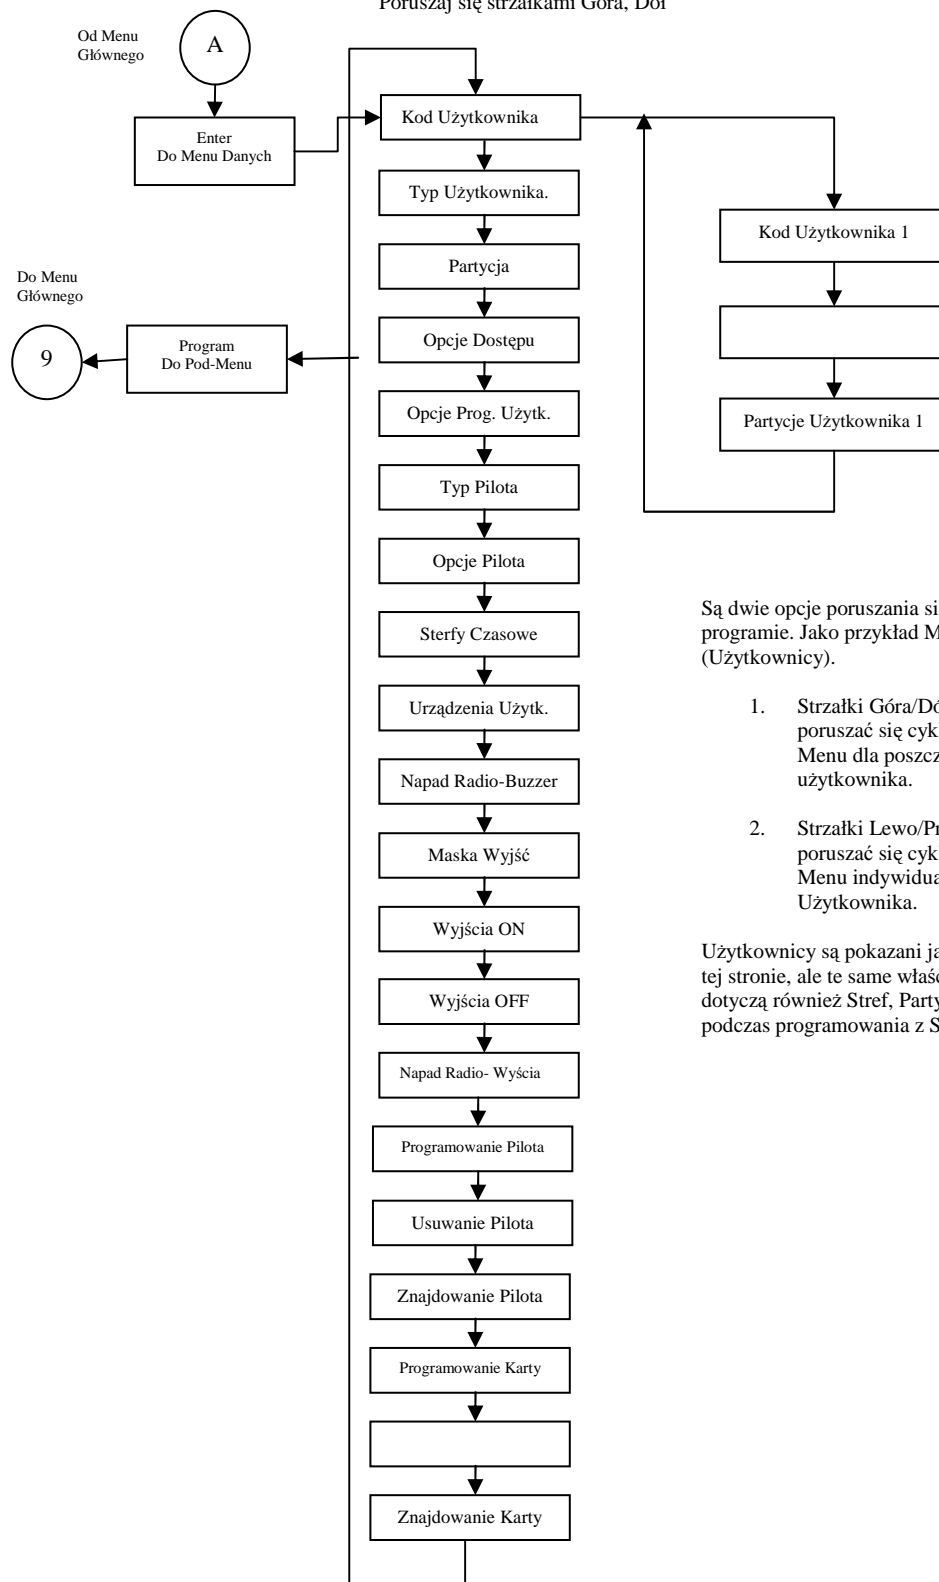 Poruszaj się strzałkami Góra, Dół
Od Menu
Głównego
A
Enter
Do Menu Danych
Kod Użytkownika
Typ Użytkownika.
Partycja
Opcje Dostępu
Opcje Prog. Użytk.
Typ Pilota
Opcje Pilota
Sterfy Czasowe
Urządzenia Użytk.
Napad Radio-Buzzer
Maska Wyjść
Wyjścia ON
Wyjścia OFF
Napad Radio- Wyścia
Programowanie Pilota
Usuwanie Pilota
Znajdowanie Pilota
Programowanie Karty
Znajdowanie Karty
Do Menu
Głównego
9
Program
Do Pod-Menu
Kod Użytkownika 1
Partycje Użytkownika 1
Są dwie opcje poruszania si
programie. Jako przykład M
(Użytkownicy).
1. Strzałki Góra/Dó
poruszać się cyk
Menu dla poszcz
użytkownika.
2. Strzałki Lewo/Pr
poruszać się cyk
Menu indywidua
Użytkownika.
Użytkownicy są pokazani ja
tej stronie, ale te same właśc
dotyczą również Stref, Party
podczas programowania z S